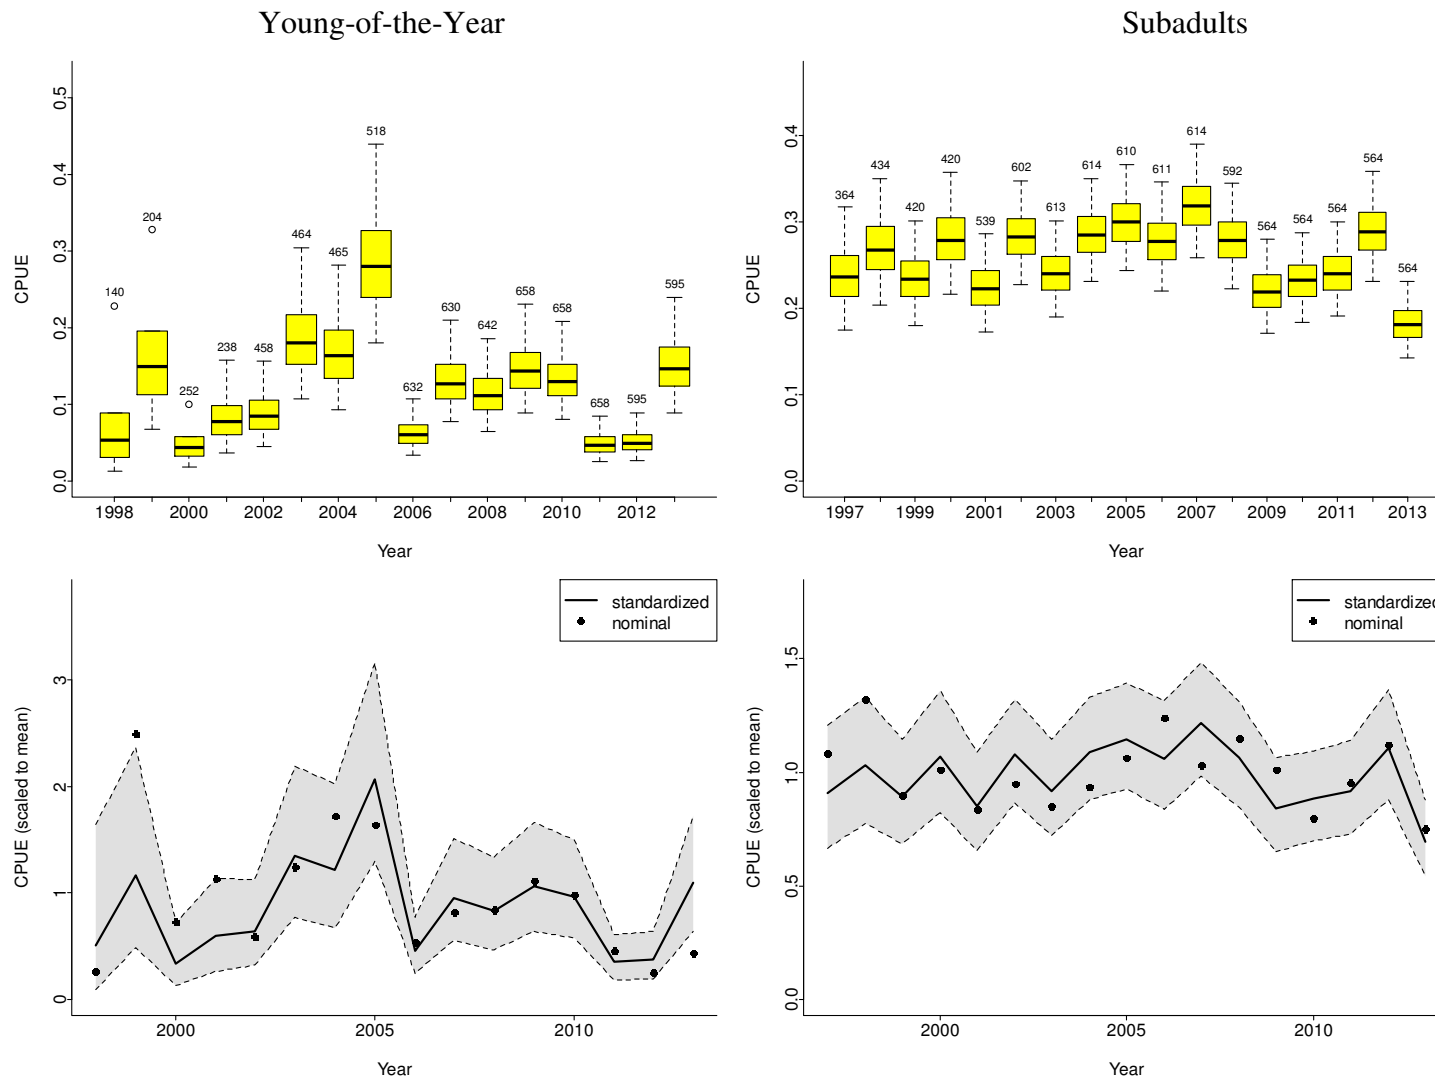 Young-of-the-Year
Subadults
CPUE
0.5
0.4
0.3
0.2
0.1
0.0
140
204
252
238
458
464
465
518
632
630
642
658
658
658
595
595
1998 2000 2002 2004 2006 2008 2010 2012
Year
CPUE
0.4
0.3
0.2
0.1
0.0
364
434
420
420
539
602
613
614
610
611
614
592
564
564
564
564
564
1997 1999 2001 2003 2005 2007 2009 2011 2013
Year
CPUE (scaled to mean)
3
2
1
0
standardized
nominal
2000 2005 2010
Year
CPUE (scaled to mean)
1.5
1.0
0.5
0.0
standardized
nominal
2000 2005 2010
Year